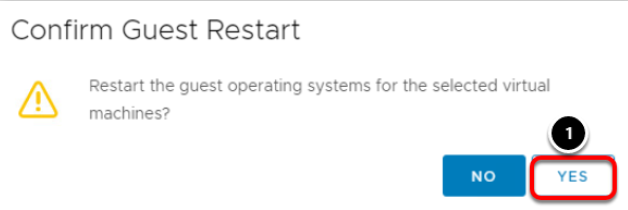 Confirm Guest Restart
Restart the guest operating systems for the selected virtual
machines?
1
NO YES